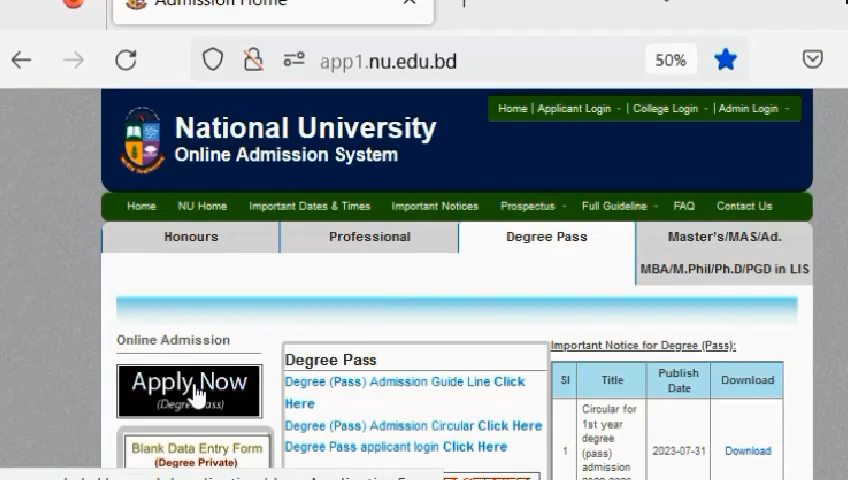 Admission Home
app1.nu.edu.bd
50%
Home | Applicant Login - | College Login - | Admin Login -
National University
Online Admission System
Home
NU Home
Important Dates & Times
Important Notices
Prospectus -
Full Guideline -
FAQ
Contact Us
Honours
Professional
Degree Pass
Master's/MAS/Ad.
MBA/M.Phil/Ph.D/PGD in LIS
Online Admission
Apply Now
(Degree Pass)
Blank Data Entry Form
(Degree Private)
Degree Pass
Degree (Pass) Admission Guide Line Click
Here
Degree (Pass) Admission Circular Click Here
Degree Pass applicant login Click Here
Important Notice for Degree (Pass):
Sl
Title
Publish
Date
Download
1
Circular for
1st year
degree
(pass)
admission
2023-07-31
Download